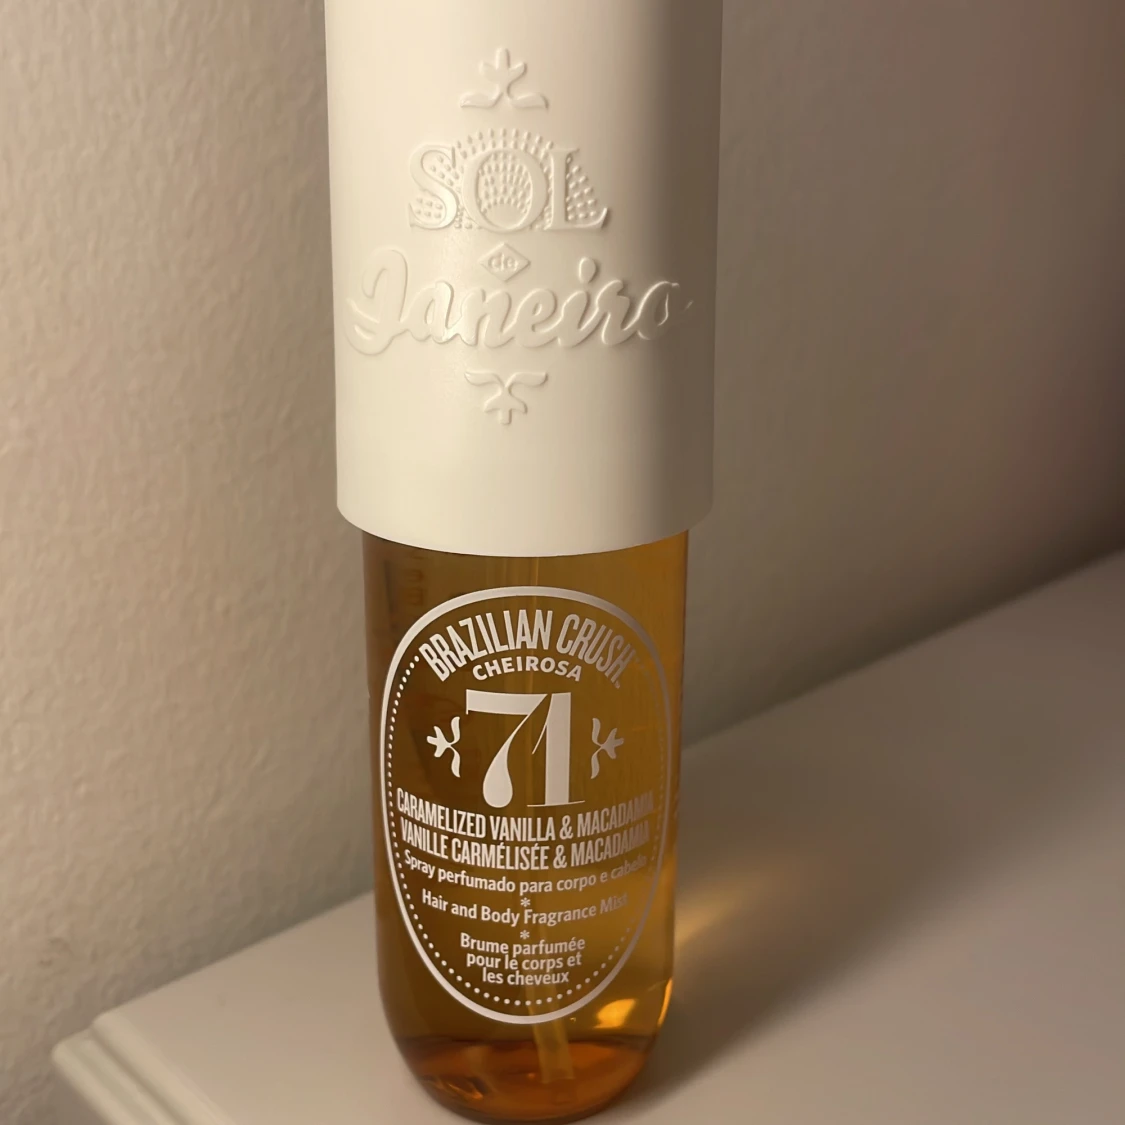 SOL
de
Janeiro
BRAZILIAN CRUSH™
CHEIROSA
71
CARAMELIZED VANILLA & MACADAMIA
VANILLE CARMÉLISÉE & MACADAMIA
Spray perfumado para corpo e cabelo
*
Hair and Body Fragrance Mist
*
Brume parfumée
pour le corps et
les cheveux